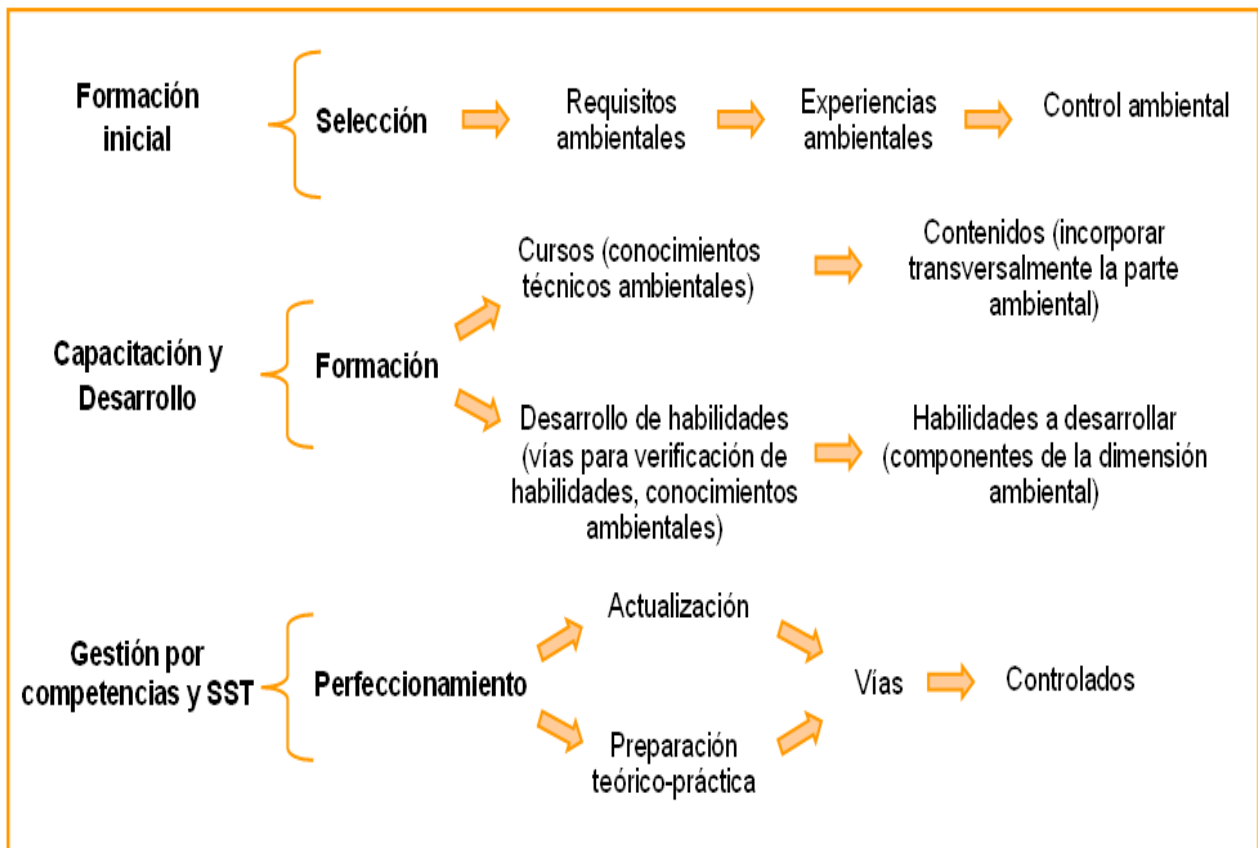 Formación
inicial
Selección
Requisitos
ambientales
Experiencias
ambientales
Control ambiental
Capacitación y
Desarrollo
Formación
Cursos (conocimientos
técnicos ambientales)
Contenidos (incorporar
transversalmente la parte
ambiental)
Desarrollo de habilidades
(vías para verificación de
habilidades, conocimientos
ambientales)
Habilidades a desarrollar
(componentes de la dimensión
ambiental)
Gestión por
competencias y SST
Perfeccionamiento
Actualización
Preparación
teórico-práctica
Vías
Controlados